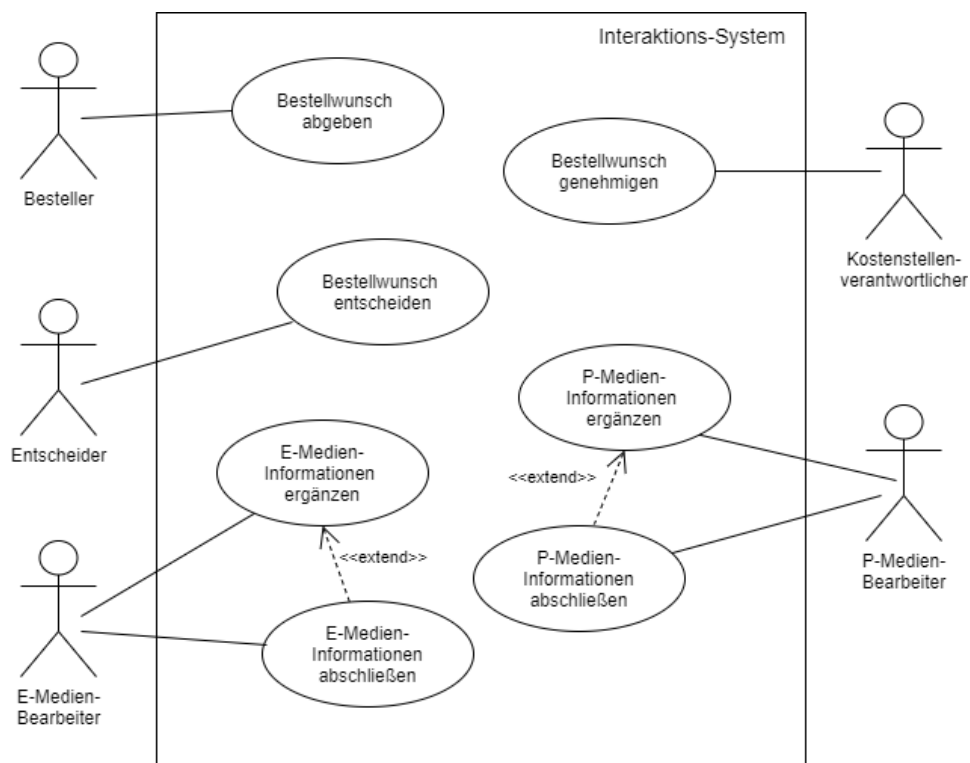 Interaktions-System
Bestellwunsch
abgeben
Besteller
Bestellwunsch
genehmigen
Kostenstellen-
verantwortlicher
Bestellwunsch
entscheiden
Entscheider
P-Medien-
Informationen
ergänzen
E-Medien-
Informationen
ergänzen
<<extend>>
<<extend>>
P-Medien-
Informationen
abschließen
P-Medien-
Bearbeiter
E-Medien-
Informationen
abschließen
E-Medien-
Bearbeiter